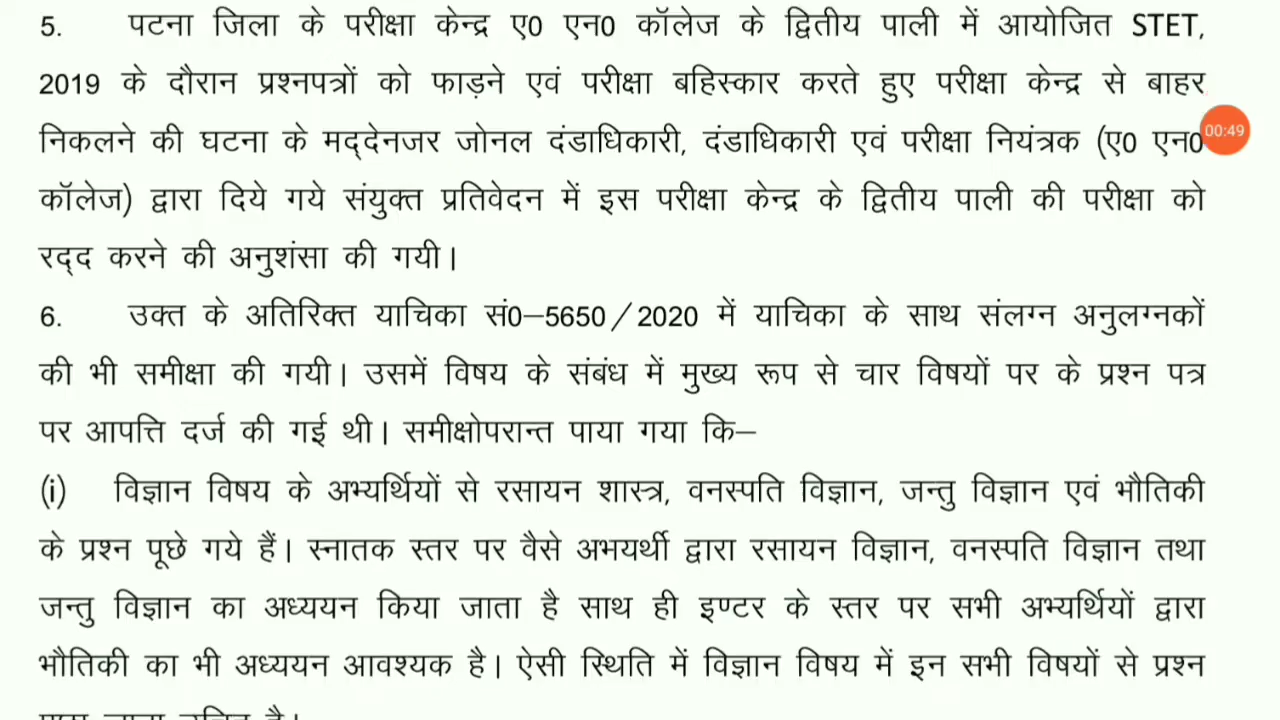 5. पटना जिला के परीक्षा केन्द्र ए0 एन0 कॉलेज के द्वितीय पाली में आयोजित STET,
2019 के दौरान प्रश्नपत्रों को फाड़ने एवं परीक्षा बहिस्कार करते हुए परीक्षा केन्द्र से बाहर
निकलने की घटना के मद्देनजर जोनल दंडाधिकारी, दंडाधिकारी एवं परीक्षा नियंत्रक (ए0 एन0
00:49
कॉलेज) द्वारा दिये गये संयुक्त प्रतिवेदन में इस परीक्षा केन्द्र के द्वितीय पाली की परीक्षा को
रद्द करने की अनुशंसा की गयी।
6. उक्त के अतिरिक्त याचिका सं0–5650/2020 में याचिका के साथ संलग्न अनुलग्नकों
की भी समीक्षा की गयी। उसमें विषय के संबंध में मुख्य रूप से चार विषयों पर के प्रश्न पत्र
पर आपत्ति दर्ज की गई थी। समीक्षोपरान्त पाया गया कि–
(i) विज्ञान विषय के अभ्यर्थियों से रसायन शास्त्र, वनस्पति विज्ञान, जन्तु विज्ञान एवं भौतिकी
के प्रश्न पूछे गये हैं। स्नातक स्तर पर वैसे अभयर्थी द्वारा रसायन विज्ञान, वनस्पति विज्ञान तथा
जन्तु विज्ञान का अध्ययन किया जाता है साथ ही इण्टर के स्तर पर सभी अभ्यर्थियों द्वारा
भौतिकी का भी अध्ययन आवश्यक है। ऐसी स्थिति में विज्ञान विषय में इन सभी विषयों से प्रश्न